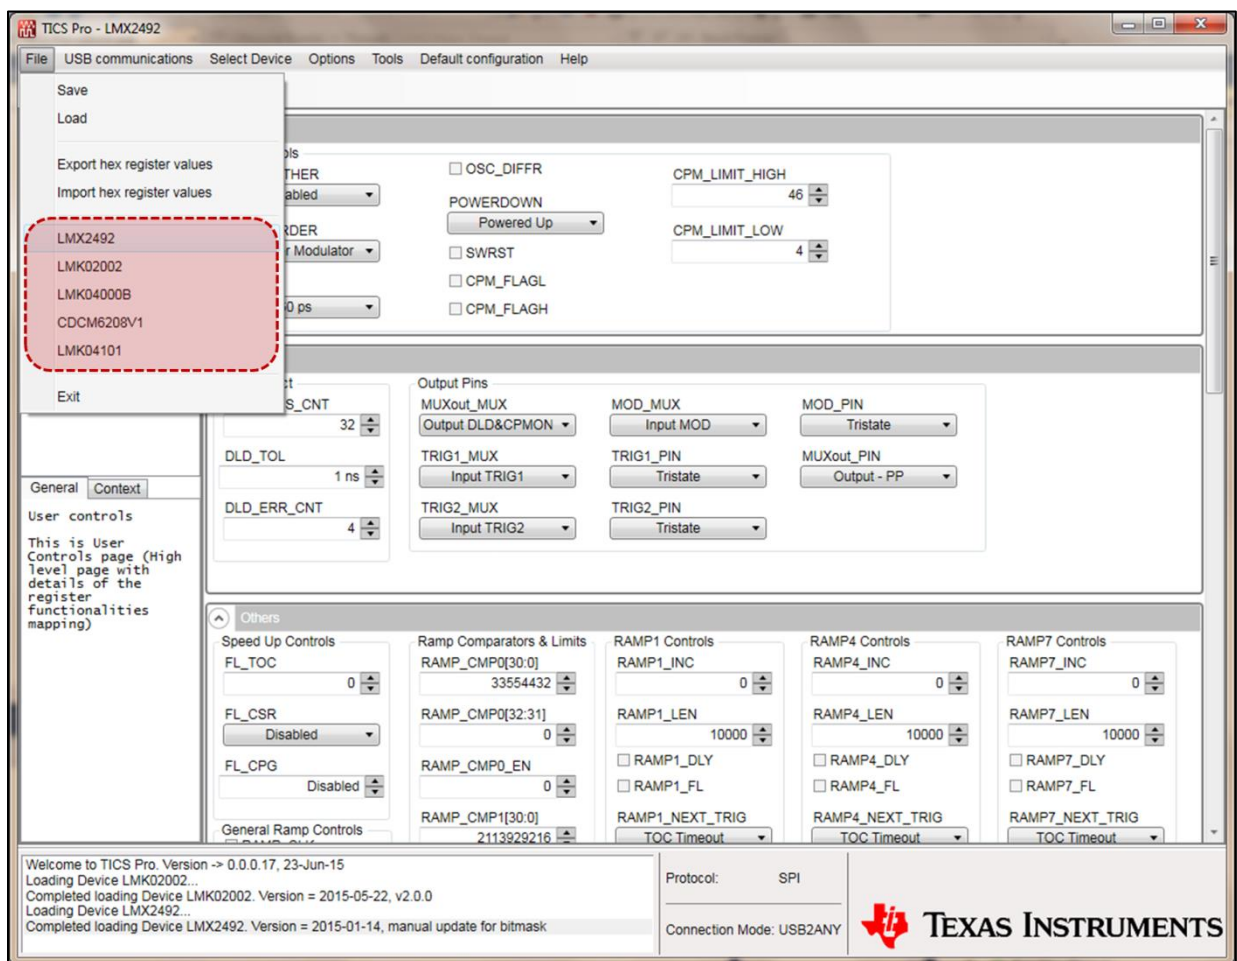 TICS Pro - LMX2492
File USB communications Select Device Options Tools Default configuration Help
Save
Load
Export hex register values
Import hex register values
LMX2492
LMK02002
LMK04000B
CDCM6208V1
LMK04101
Exit
OSC_DIFFR
POWERDOWN
Powered Up
SWRST
CPM_FLAGL
CPM_FLAGH
CPM_LIMIT_HIGH
46
CPM_LIMIT_LOW
4
r Modulator
0 ps
S_CNT
32
DLD_TOL
1 ns
DLD_ERR_CNT
4
Output Pins
MUXout_MUX MOD_MUX MOD_PIN
Output DLD&CPMON Input MOD Tristate
TRIG1_MUX TRIG1_PIN MUXout_PIN
Input TRIG1 Tristate Output - PP
TRIG2_MUX TRIG2_PIN
Input TRIG2 Tristate
General Context
User controls
This is User
Controls page (High
level page with
details of the
register
functionalities
mapping)
Others
Speed Up Controls Ramp Comparators & Limits RAMP1 Controls RAMP4 Controls RAMP7 Controls
FL_TOC RAMP_CMP0[30:0] RAMP1_INC RAMP4_INC RAMP7_INC
0 33554432 0 0 0
FL_CSR RAMP_CMP0[32:31] RAMP1_LEN RAMP4_LEN RAMP7_LEN
Disabled 0 10000 10000 10000
FL_CPG RAMP_CMP0_EN RAMP1_DLY RAMP4_DLY RAMP7_DLY
Disabled 0 RAMP1_FL RAMP4_FL RAMP7_FL
General Ramp Controls RAMP_CMP1[30:0] RAMP1_NEXT_TRIG RAMP4_NEXT_TRIG RAMP7_NEXT_TRIG
2113929216 TOC Timeout TOC Timeout TOC Timeout
Welcome to TICS Pro. Version -> 0.0.0.17, 23-Jun-15
Loading Device LMK02002...
Completed loading Device LMK02002. Version = 2015-05-22, v2.0.0
Loading Device LMX2492...
Completed loading Device LMX2492. Version = 2015-01-14, manual update for bitmask
Protocol: SPI
Connection Mode: USB2ANY
TEXAS INSTRUMENTS